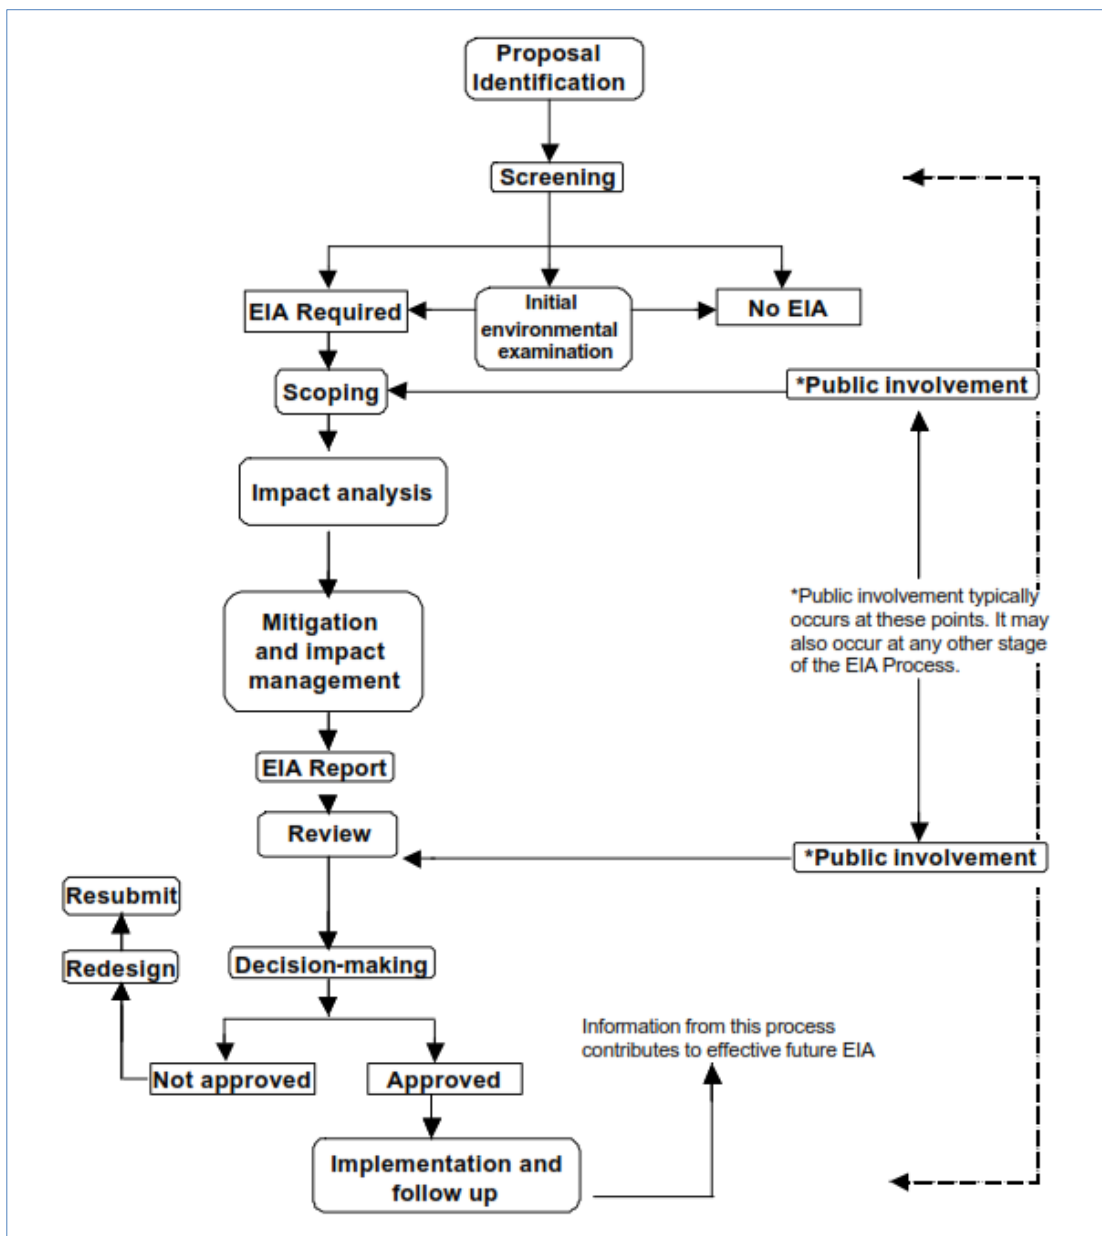 Proposal
Identification
Screening
EIA Required
Initial
environmental
examination
No EIA
Scoping
*Public involvement
Impact analysis
*Public involvement typically
occurs at these points. It may
also occur at any other stage
of the EIA Process.
Mitigation
and impact
management
EIA Report
Review
*Public involvement
Resubmit
Redesign
Decision-making
Information from this process
contributes to effective future EIA
Not approved
Approved
Implementation and
follow up